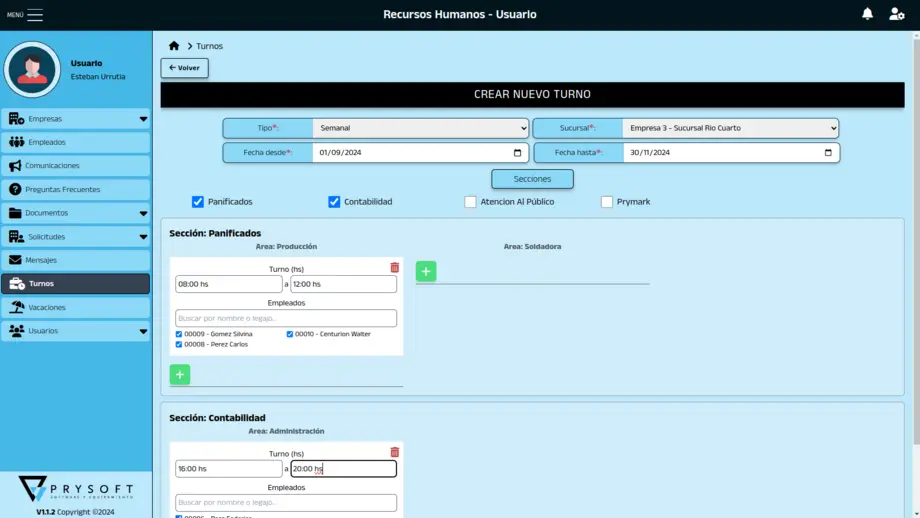 MENÚ
Recursos Humanos - Usuario
Usuario
Esteban Urrutia
Empresas
Empleados
Comunicaciones
Preguntas Frecuentes
Documentos
Solicitudes
Mensajes
Turnos
Vacaciones
Usuarios
PRYSOFT
SOFTWARE & EQUIPAMIENTO
V1.1.2 Copyright ©2024
Turnos
Volver
CREAR NUEVO TURNO
Tipo*: Semanal Sucursal*: Empresa 3 - Sucursal Rio Cuarto
Fecha desde*: 01/09/2024 Fecha hasta*: 30/11/2024
Secciones
Panificados Contabilidad Atencion Al Público Prymark
Sección: Panificados
Area: Producción Area: Soldadora
Turno (hs)
08:00 hs a 12:00 hs
Empleados
Buscar por nombre o legajo..
00009 - Gomez Silvina 00010 - Centurion Walter
00008 - Perez Carlos
Sección: Contabilidad
Area: Administración
Turno (hs)
16:00 hs a 20:00 hs
Empleados
Buscar por nombre o legajo..